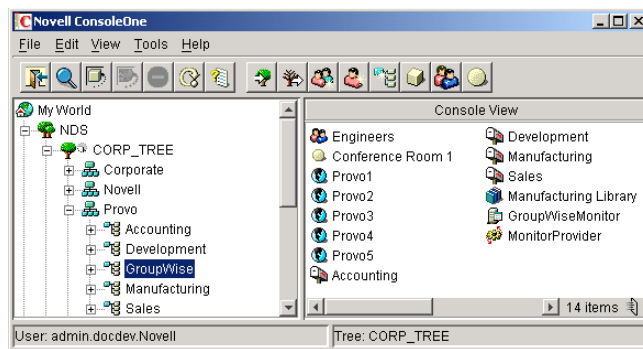 Novell ConsoleOne
File Edit View Tools Help
My World
NDS
CORP_TREE
Corporate
Novell
Provo
Accounting
Development
GroupWise
Manufacturing
Sales
Console View
Engineers
Conference Room 1
Provo1
Provo2
Provo3
Provo4
Provo5
Accounting
Development
Manufacturing
Sales
Manufacturing Library
GroupWiseMonitor
MonitorProvider
14 items
User: admin.docdev.Novell
Tree: CORP_TREE